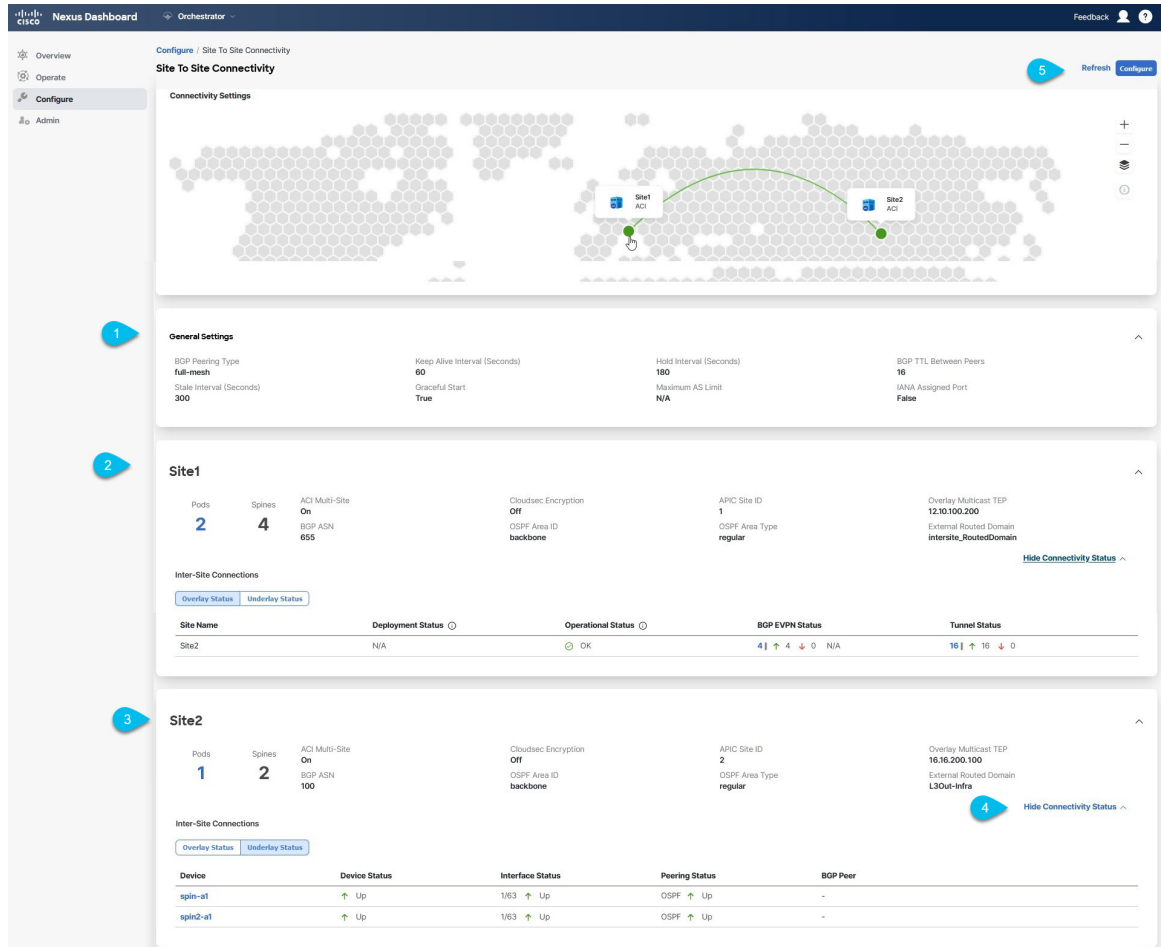 cisco Nexus Dashboard Orchestrator Feedback ?
Overview
Operate
Configure
Admin
Configure / Site To Site Connectivity
Site To Site Connectivity
5 Refresh Configure
Connectivity Settings
Site1
ACI
Site2
ACI
1
General Settings
BGP Peering Type Keep Alive Interval (Seconds) Hold Interval (Seconds) BGP TTL Between Peers
full-mesh 60 180 16
Stale Interval (Seconds) Graceful Start Maximum AS Limit IANA Assigned Port
300 True N/A False
2
Site1
Pods Spines ACI Multi-Site Cloudsec Encryption APIC Site ID Overlay Multicast TEP
2 4 On Off 1 12.10.100.200
BGP ASN OSPF Area ID OSPF Area Type External Routed Domain
655 backbone regular intersite_RoutedDomain
Hide Connectivity Status
Inter-Site Connections
Overlay Status Underlay Status
Site Name Deployment Status Operational Status BGP EVPN Status Tunnel Status
Site2 N/A OK 4 | ↑ 4 ↓ 0 N/A 16 | ↑ 16 ↓ 0
3
Site2
Pods Spines ACI Multi-Site Cloudsec Encryption APIC Site ID Overlay Multicast TEP
1 2 On Off 2 16.16.200.100
BGP ASN OSPF Area ID OSPF Area Type External Routed Domain
100 backbone regular L3Out-Infra
4 Hide Connectivity Status
Inter-Site Connections
Overlay Status Underlay Status
Device Device Status Interface Status Peering Status BGP Peer
spin-a1 ↑ Up 1/63 ↑ Up OSPF ↑ Up -
spin2-a1 ↑ Up 1/63 ↑ Up OSPF ↑ Up -